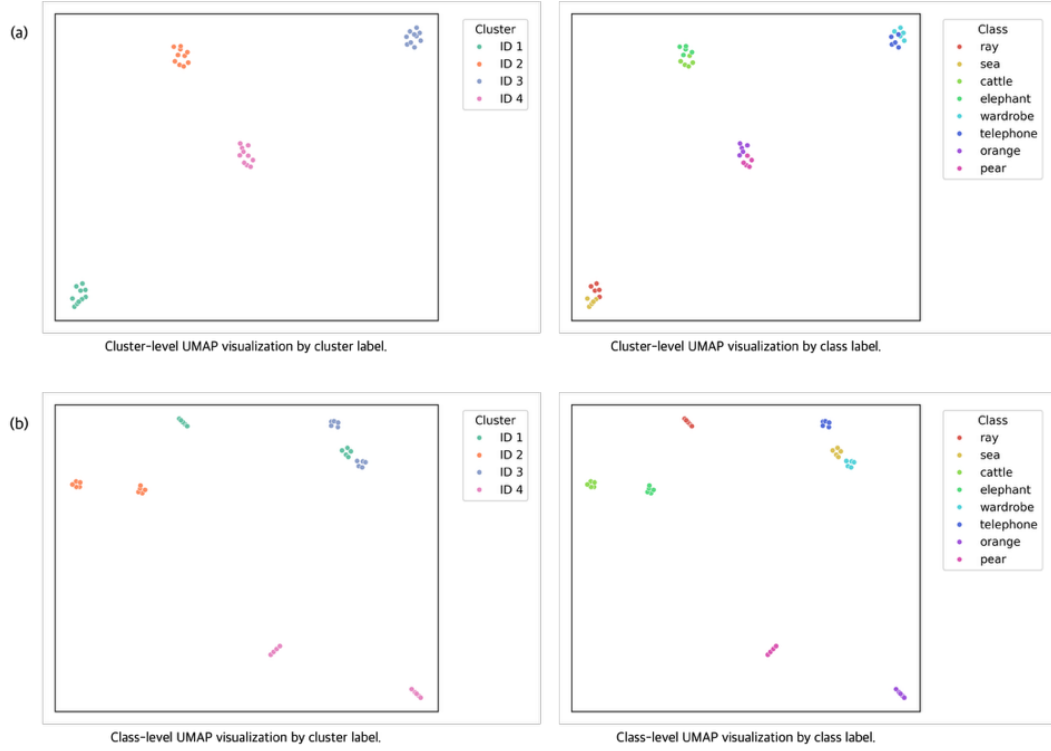 (a)
Cluster
ID 1
ID 2
ID 3
ID 4
Cluster-level UMAP visualization by cluster label.
Class
ray
sea
cattle
elephant
wardrobe
telephone
orange
pear
Cluster-level UMAP visualization by class label.
(b)
Cluster
ID 1
ID 2
ID 3
ID 4
Class-level UMAP visualization by cluster label.
Class
ray
sea
cattle
elephant
wardrobe
telephone
orange
pear
Class-level UMAP visualization by class label.